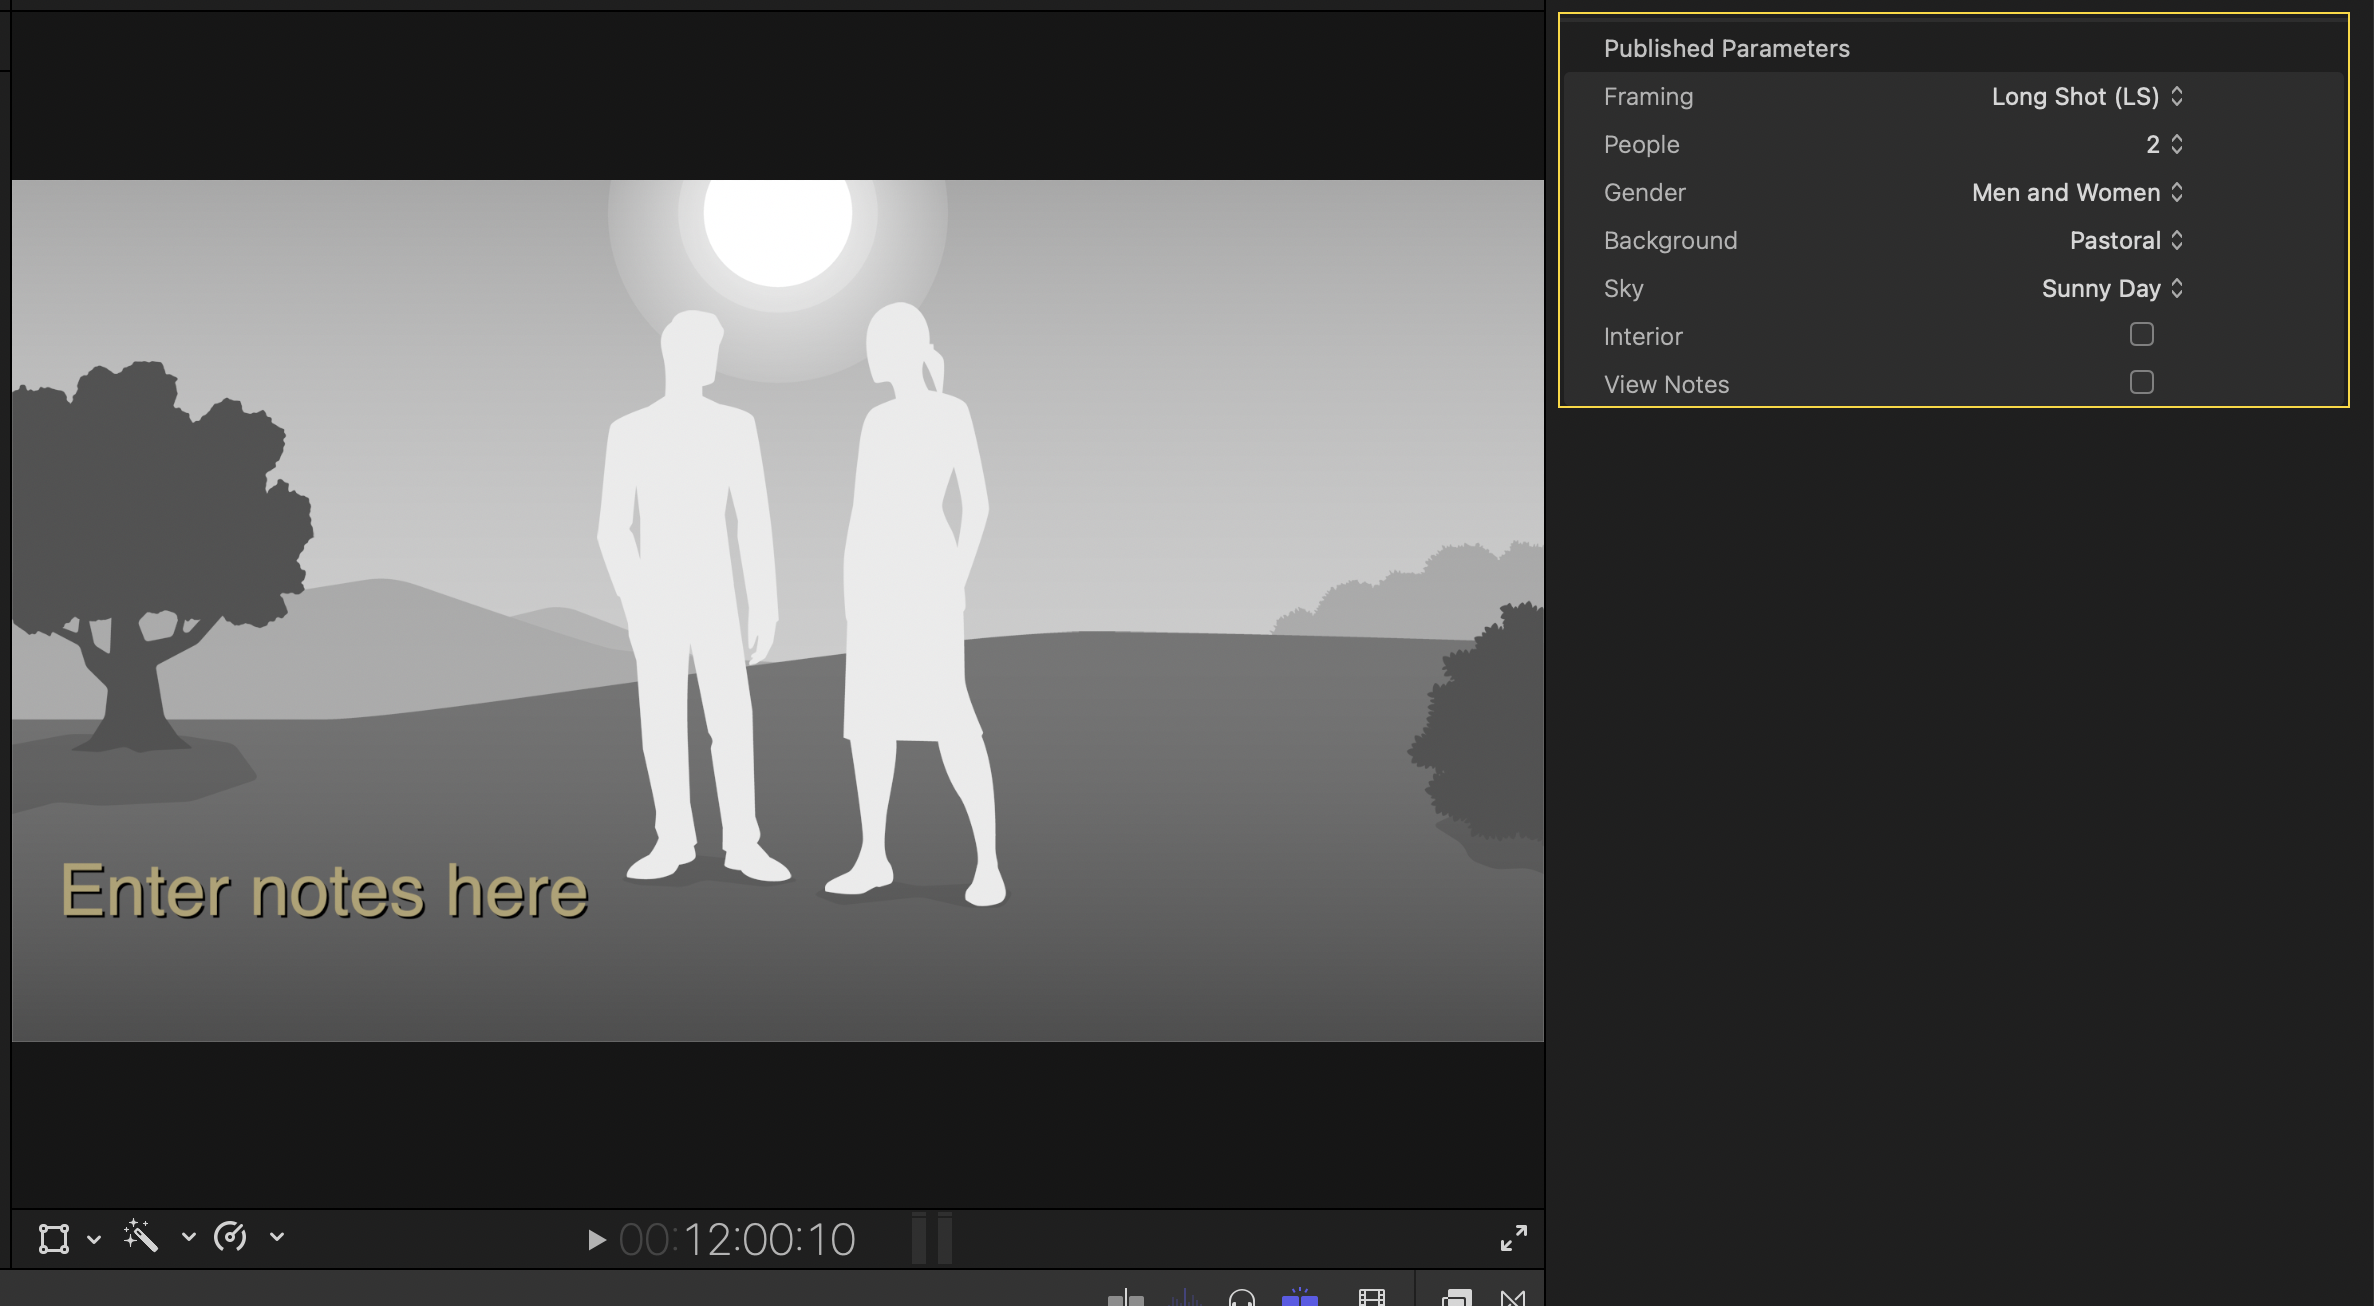 Published Parameters
Framing Long Shot (LS)
People 2
Gender Men and Women
Background Pastoral
Sky Sunny Day
Interior
View Notes
Enter notes here
00:12:00:10